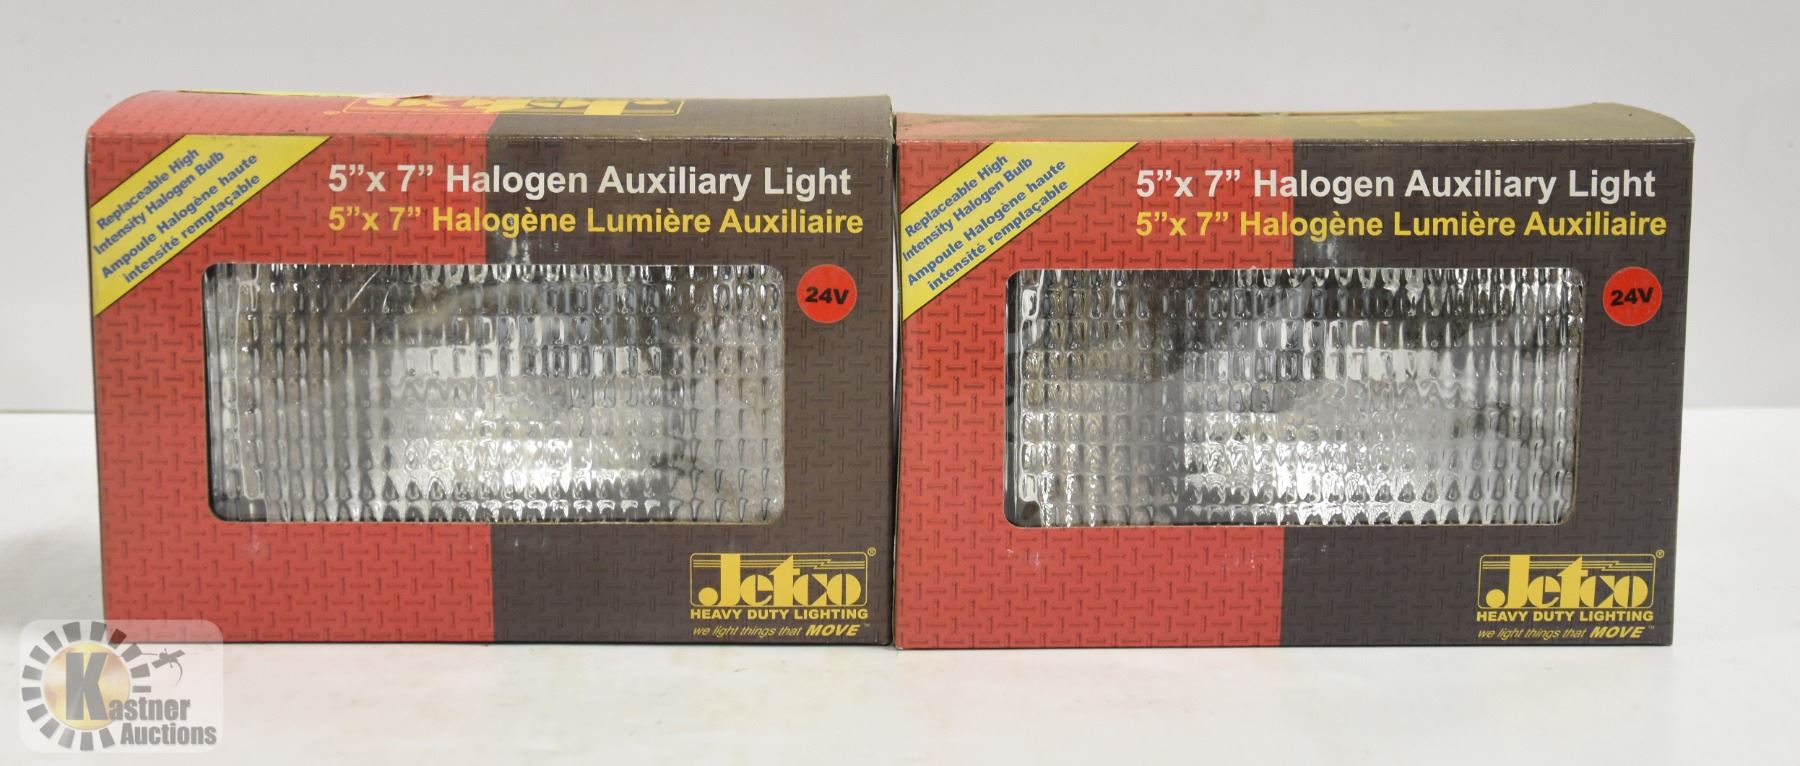 Jetco
®
Replaceable High
Intensity Halogen Bulb
Ampoule Halogène haute
intensité remplaçable
5”x 7” Halogen Auxiliary Light
5”x 7” Halogène Lumière Auxiliaire
24V
Jetco®
HEAVY DUTY LIGHTING
we light things that MOVE™
Replaceable High
Intensity Halogen Bulb
Ampoule Halogène haute
intensité remplaçable
5”x 7” Halogen Auxiliary Light
5”x 7” Halogène Lumière Auxiliaire
24V
Jetco®
HEAVY DUTY LIGHTING
we light things that MOVE™
Kastner
Auctions